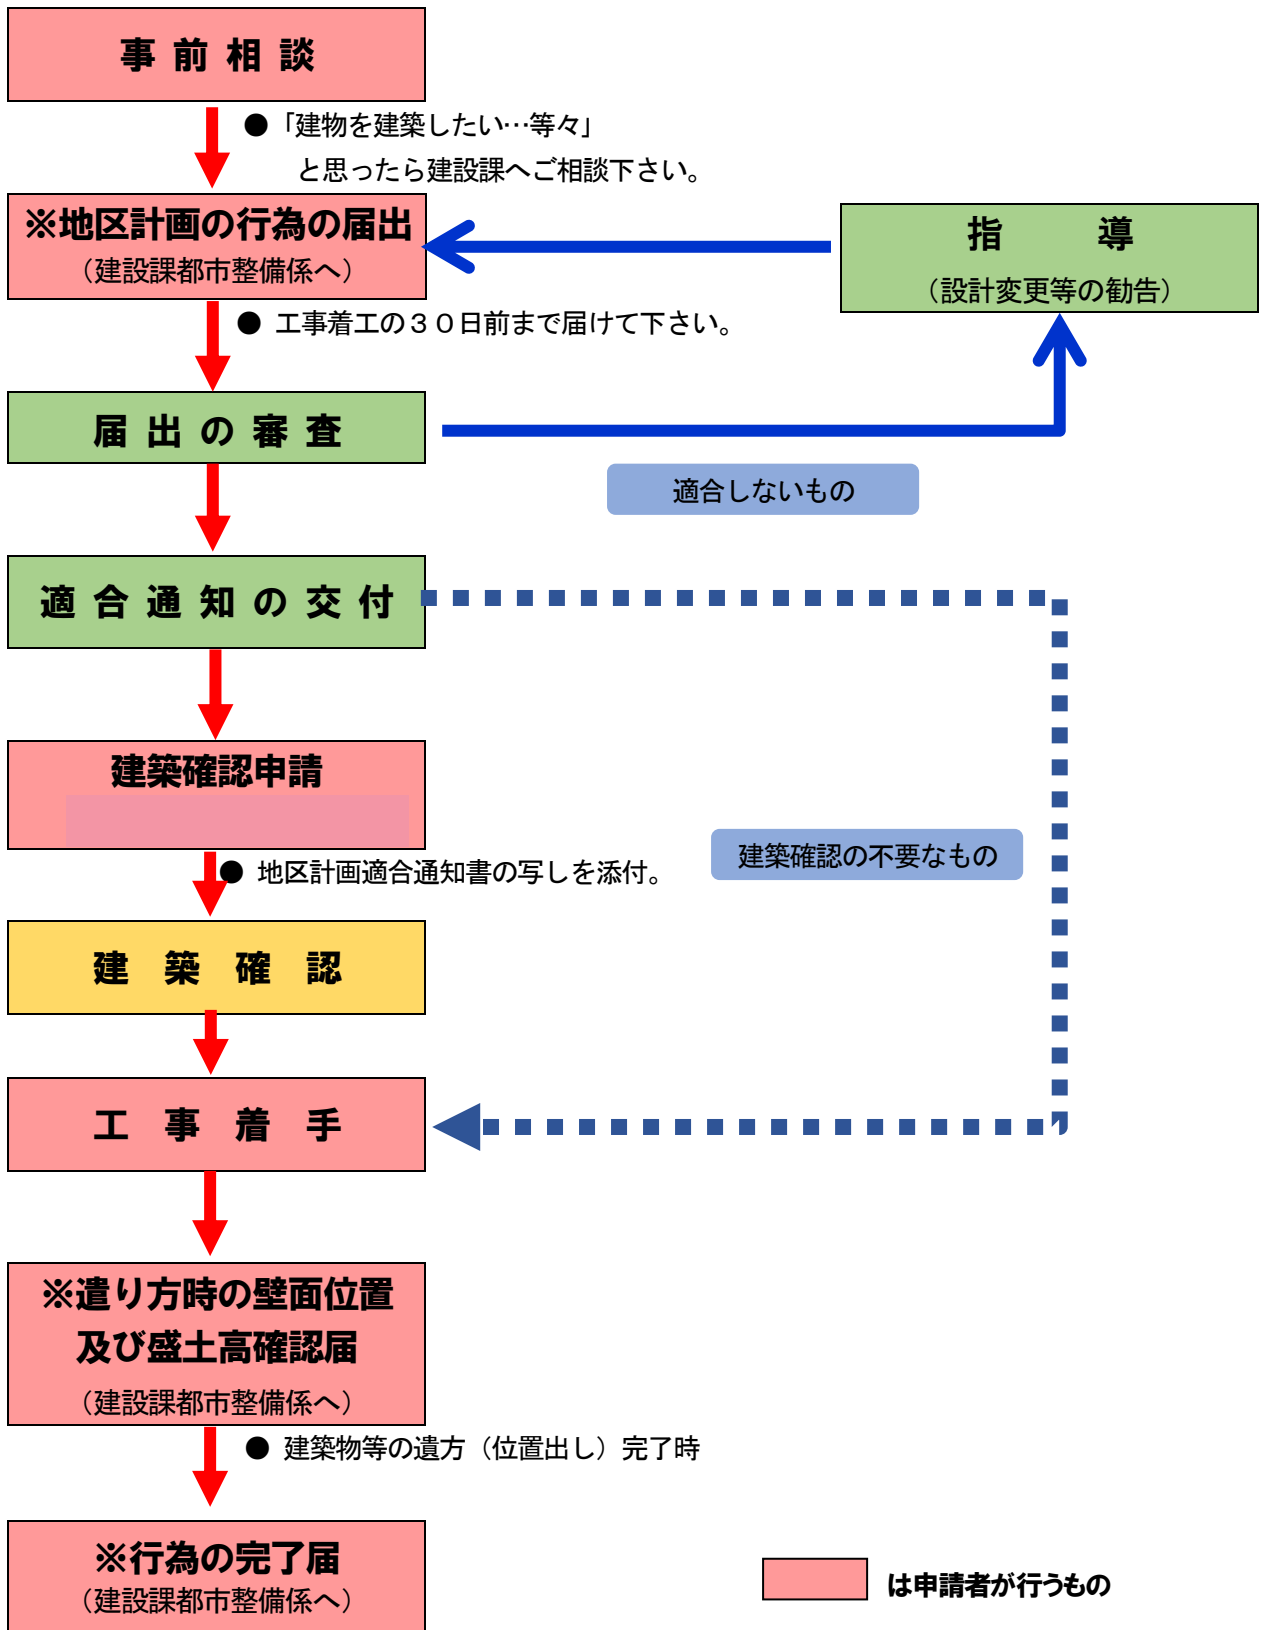 事前相談
●「建物を建築したい…等々」
と思ったら建設課へご相談下さい。
※地区計画の行為の届出
（建設課都市整備係へ）
指　　導
（設計変更等の勧告）
● 工事着工の３０日前まで届けて下さい。
届出の審査
適合しないもの
適合通知の交付
建築確認申請
建築確認の不要なもの
● 地区計画適合通知書の写しを添付。
建　築　確　認
工　事　着　手
※遣り方時の壁面位置
及び盛土高確認届
（建設課都市整備係へ）
● 建築物等の遺方（位置出し）完了時
※行為の完了届
（建設課都市整備係へ）
は申請者が行うもの